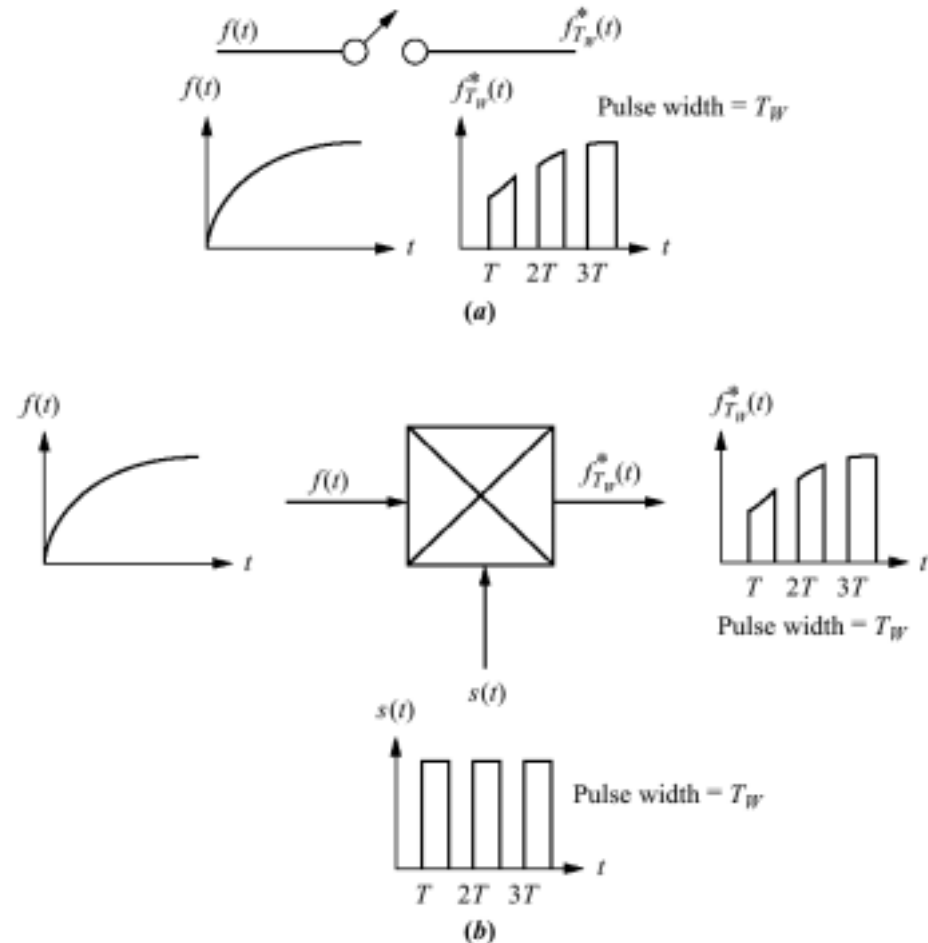 f(t)
f*_{T_W}(t)
f(t)
f*_{T_W}(t)
Pulse width = T_W
t
t
T 2T 3T
(a)
f(t)
f*_{T_W}(t)
f(t)
f*_{T_W}(t)
t
t
T 2T 3T
Pulse width = T_W
s(t)
s(t)
Pulse width = T_W
t
T 2T 3T
(b)